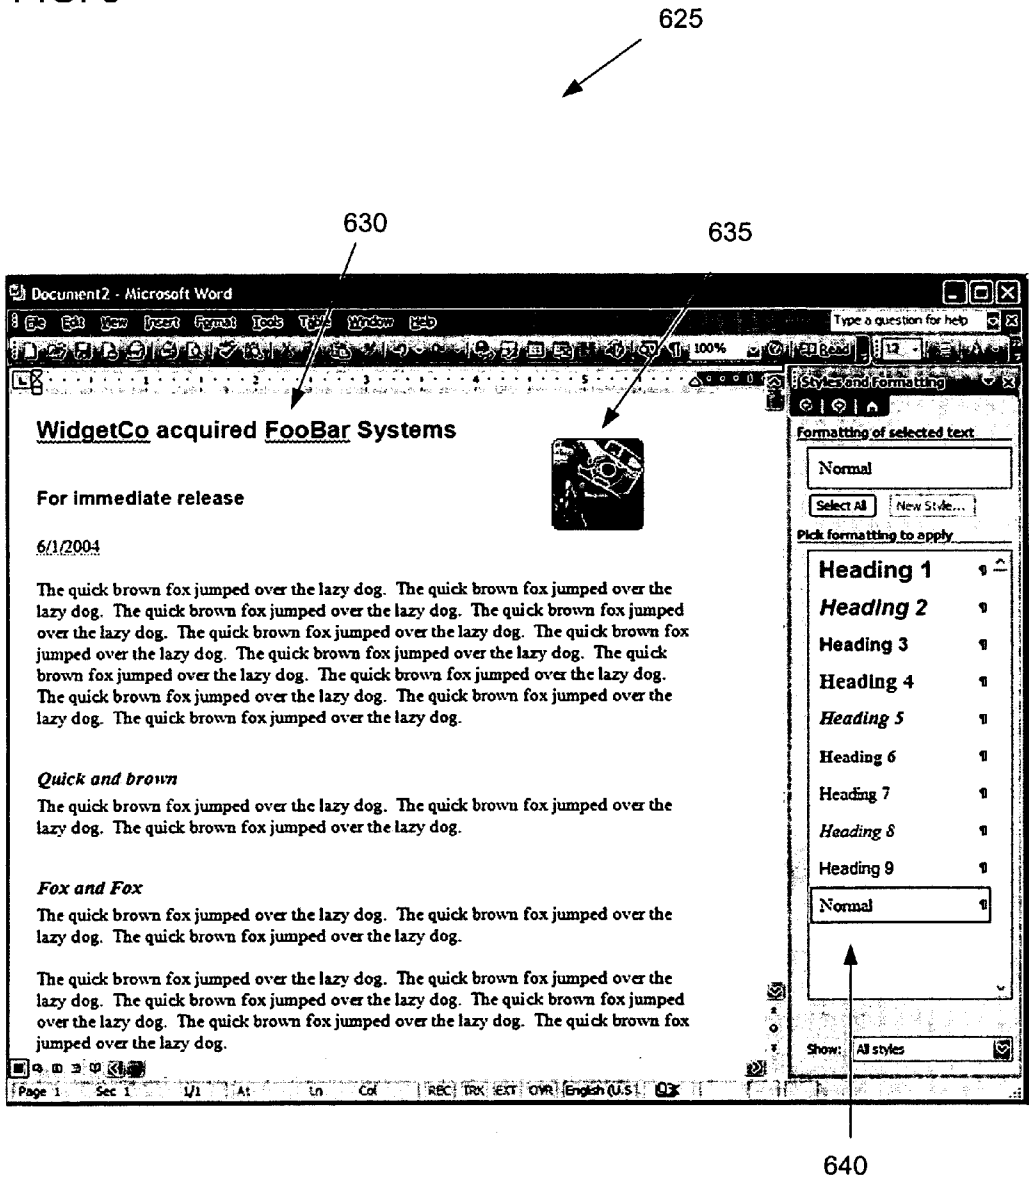 625
630
635
Document2 - Microsoft Word
File Edit View Insert Format Tools Table Window Help
Type a question for help
100%
Read
12
1 2 3 4 5
Styles and Formatting
WidgetCo acquired FooBar Systems
Formatting of selected text
Normal
For immediate release
Select All New Style...
6/1/2004
Pick formatting to apply
The quick brown fox jumped over the lazy dog. The quick brown fox jumped over the
lazy dog. The quick brown fox jumped over the lazy dog. The quick brown fox jumped
over the lazy dog. The quick brown fox jumped over the lazy dog. The quick brown fox
jumped over the lazy dog. The quick brown fox jumped over the lazy dog. The quick
brown fox jumped over the lazy dog. The quick brown fox jumped over the lazy dog.
The quick brown fox jumped over the lazy dog. The quick brown fox jumped over the
lazy dog. The quick brown fox jumped over the lazy dog.
Quick and brown
The quick brown fox jumped over the lazy dog. The quick brown fox jumped over the
lazy dog. The quick brown fox jumped over the lazy dog.
Fox and Fox
The quick brown fox jumped over the lazy dog. The quick brown fox jumped over the
lazy dog. The quick brown fox jumped over the lazy dog.
The quick brown fox jumped over the lazy dog. The quick brown fox jumped over the
lazy dog. The quick brown fox jumped over the lazy dog. The quick brown fox jumped
over the lazy dog. The quick brown fox jumped over the lazy dog. The quick brown fox
jumped over the lazy dog.
Heading 1 ¶
Heading 2 ¶
Heading 3 ¶
Heading 4 ¶
Heading 5 ¶
Heading 6 ¶
Heading 7 ¶
Heading 8 ¶
Heading 9 ¶
Normal ¶
Show: All styles
Page 1 Sec 1 1/1 At Ln Col REC TRK EXT OVR English (U.S
640